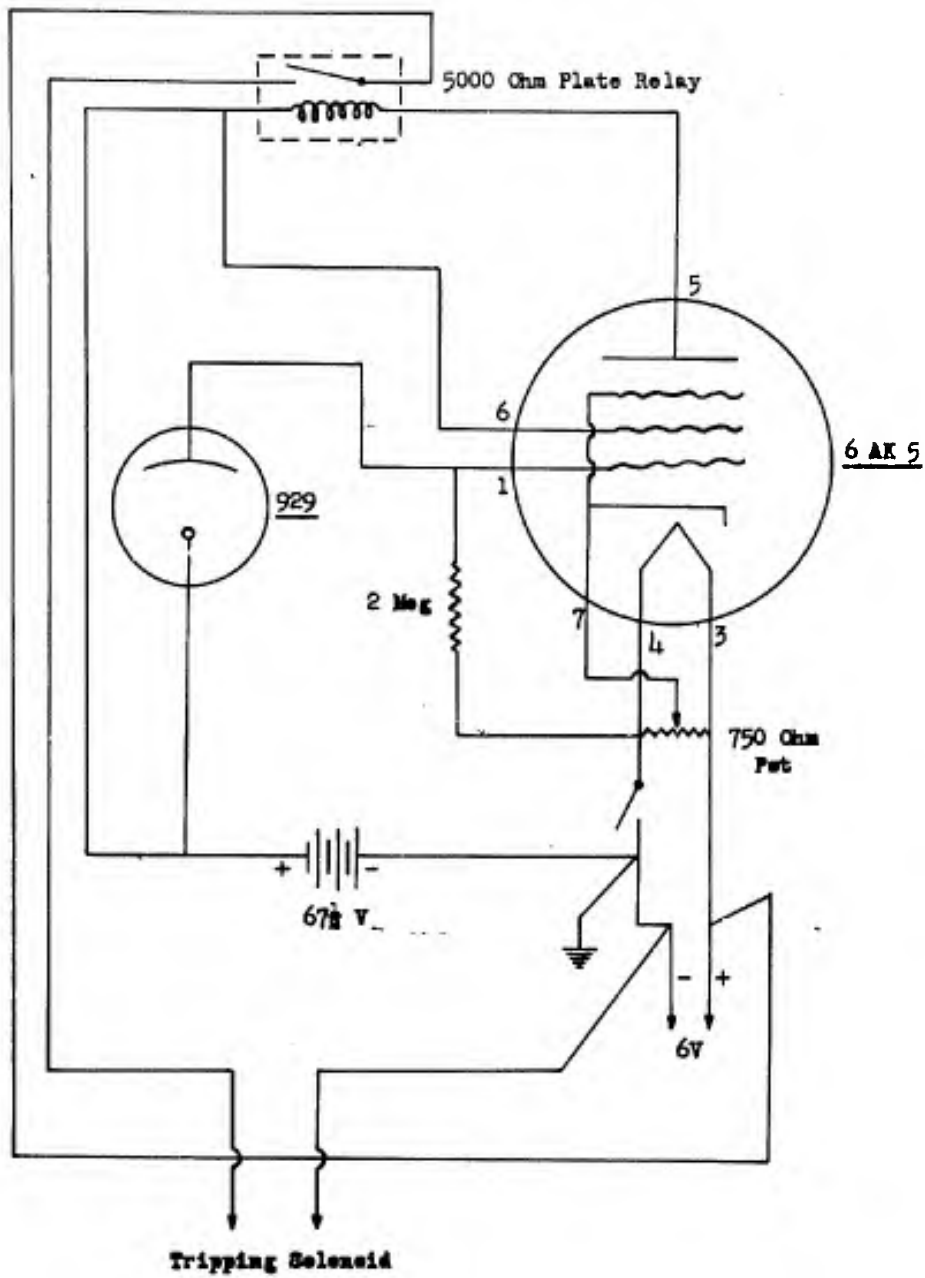 5000 Ohm Plate Relay
5
6
6 AK 5
1
929
2 Meg
7
4
3
750 Ohm
Pot
+
-
67½ V
- +
6V
Tripping Solenoid